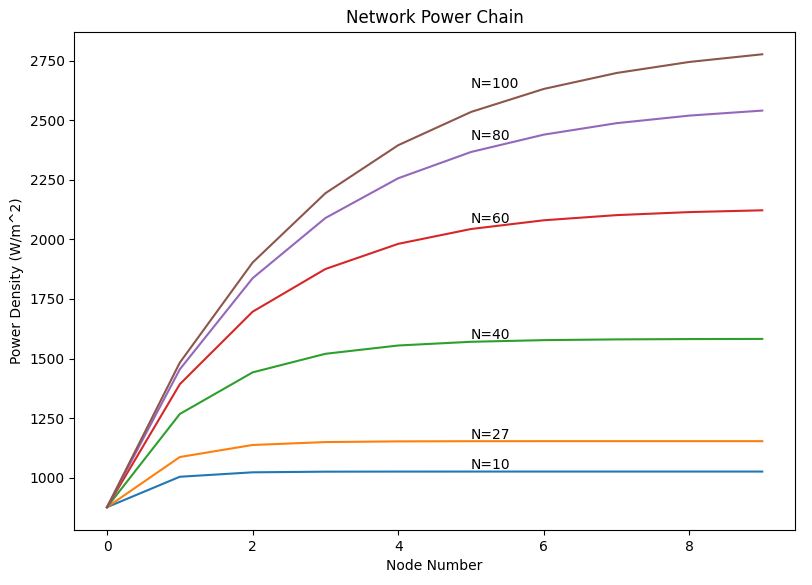 Network Power Chain
Power Density (W/m^2)
2750
2500
2250
2000
1750
1500
1250
1000
N=100
N=80
N=60
N=40
N=27
N=10
0
2
4
6
8
Node Number